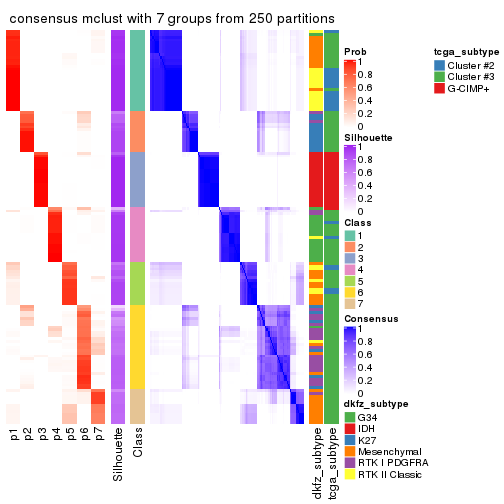 consensus mclust with 7 groups from 250 partitions
Prob
1
0.8
0.6
0.4
0.2
0
Silhouette
1
0.8
0.6
0.4
0.2
0
Class
1
2
3
4
5
6
7
Consensus
1
0.8
0.6
0.4
0.2
0
dkfz_subtype
G34
IDH
K27
Mesenchymal
RTK I PDGFRA
RTK II Classic
tcga_subtype
Cluster #2
Cluster #3
G-CIMP+
p1
p2
p3
p4
p5
p6
p7
Silhouette
Class
dkfz_subtype
tcga_subtype